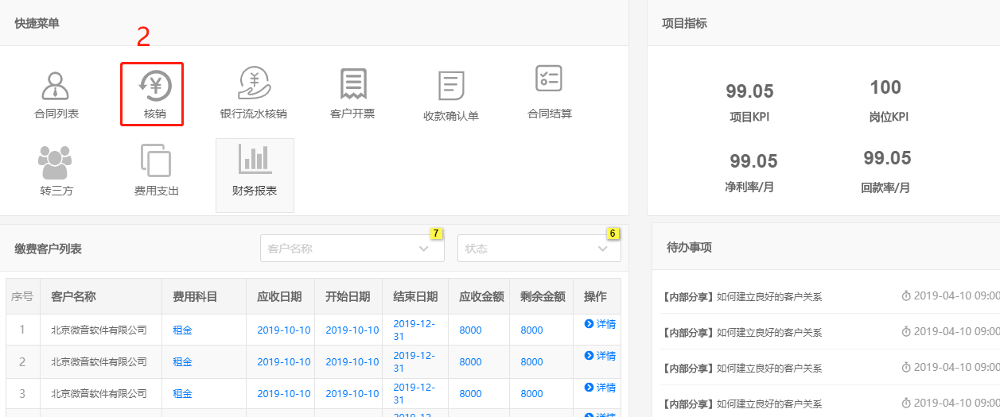 快捷菜单
2
合同列表 核销 银行流水核销 客户开票 收款确认单 合同结算
转三方 费用支出 财务报表
项目指标
99.05 100
项目KPI 岗位KPI
99.05 99.05
净利率/月 回款率/月
缴费客户列表 客户名称 7 状态 6
序号 客户名称 费用科目 应收日期 开始日期 结束日期 应收金额 剩余金额 操作
1 北京微音软件有限公司 租金 2019-10-10 2019-10-10 2019-12-31 8000 8000 详情
2 北京微音软件有限公司 租金 2019-10-10 2019-10-10 2019-12-31 8000 8000 详情
3 北京微音软件有限公司 租金 2019-10-10 2019-10-10 2019-12-31 8000 8000 详情
待办事项
【内部分享】如何建立良好的客户关系 2019-04-10 09:00
【内部分享】如何建立良好的客户关系 2019-04-10 09:00
【内部分享】如何建立良好的客户关系 2019-04-10 09:00
【内部分享】如何建立良好的客户关系 2019-04-10 09:00